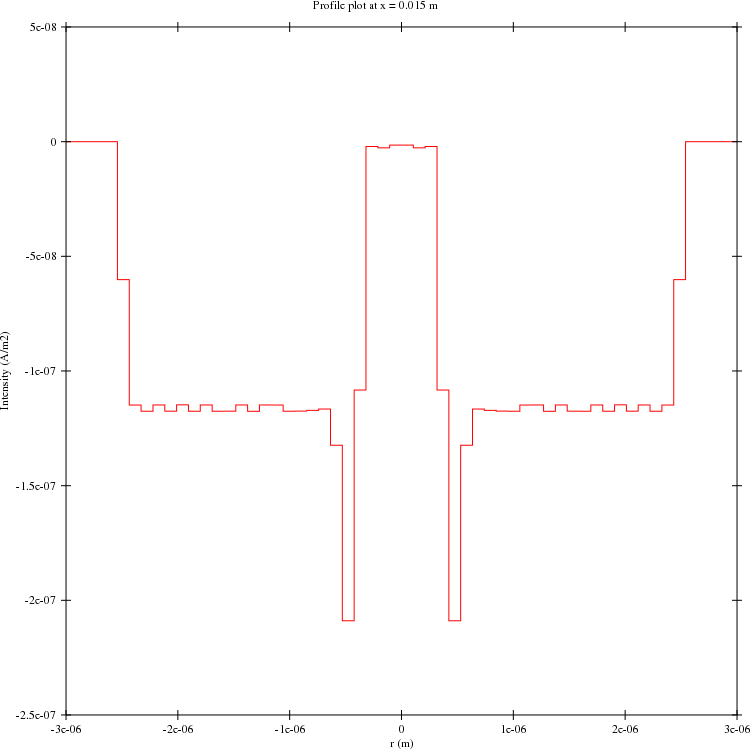 Profile plot at x = 0.015 m
5e-08
0
-5e-08
-1e-07
-1.5e-07
-2e-07
-2.5e-07
Intensity (A/m2)
-3e-06
-2e-06
-1e-06
0
1e-06
2e-06
3e-06
r (m)